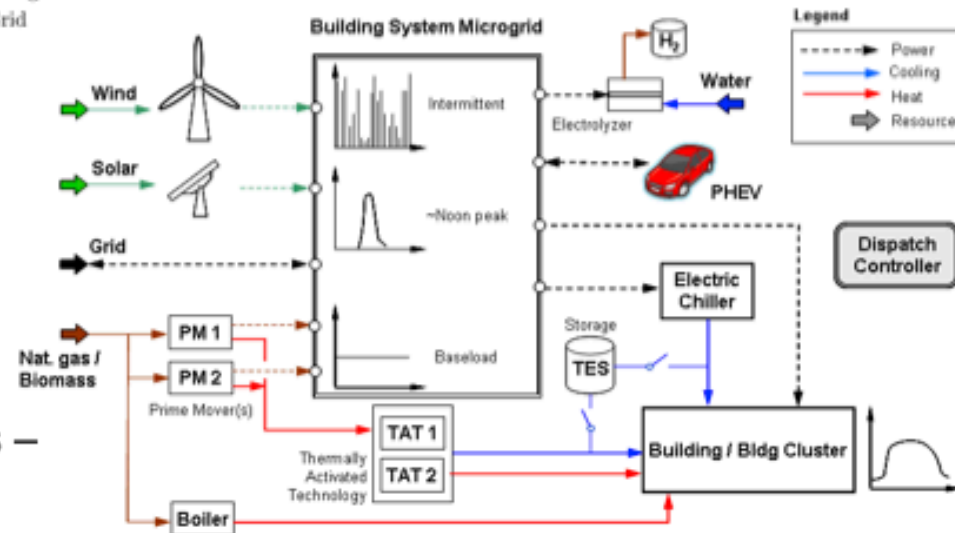 rid
Building System Microgrid
Legend
Power
Cooling
Heat
Resource
H2
Wind
Water
Intermittent
Electrolyzer
Solar
PHEV
~Noon peak
Grid
Dispatch
Controller
Electric
Chiller
Storage
TES
PM 1
Nat. gas /
Biomass
Baseload
PM 2
Prime Mover(s)
TAT 1
Thermally
Activated
Technology
TAT 2
Building / Bldg Cluster
Boiler